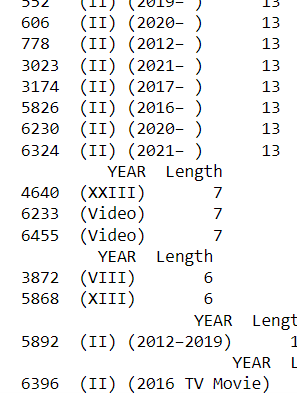 552 (II) (2019– ) 13
606 (II) (2020– ) 13
778 (II) (2012– ) 13
3023 (II) (2021– ) 13
3174 (II) (2017– ) 13
5826 (II) (2016– ) 13
6230 (II) (2020– ) 13
6324 (II) (2021– ) 13
YEAR Length
4640 (XXIII) 7
6233 (Video) 7
6455 (Video) 7
YEAR Length
3872 (VIII) 6
5868 (XIII) 6
YEAR Lengt
5892 (II) (2012–2019) 1
YEAR L
6396 (II) (2016 TV Movie)